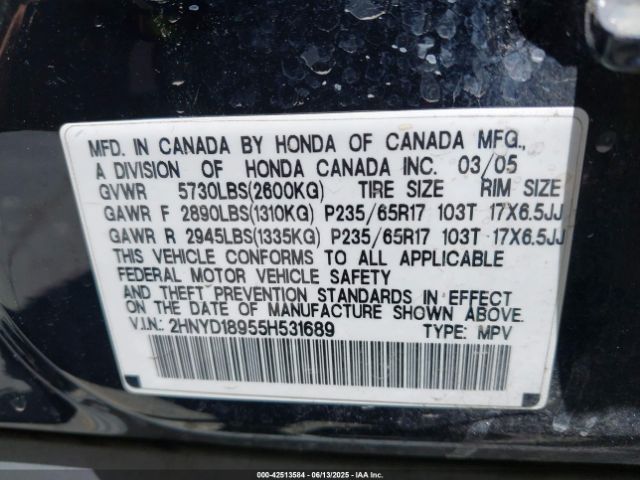 MFD. IN CANADA BY HONDA OF CANADA MFG.,
A DIVISION OF HONDA CANADA INC. 03/05
GVWR 5730LBS(2600KG) TIRE SIZE RIM SIZE
GAWR F 2890LBS(1310KG) P235/65R17 103T 17X6.5JJ
GAWR R 2945LBS(1335KG) P235/65R17 103T 17X6.5JJ
THIS VEHICLE CONFORMS TO ALL APPLICABLE
FEDERAL MOTOR VEHICLE SAFETY
AND THEFT PREVENTION STANDARDS IN EFFECT
ON THE DATE OF MANUFACTURE SHOWN ABOVE.
V.I.N.: 2HNYD18955H531689 TYPE: MPV
000-42513584 | 06/13/2025 | IAAI.COM